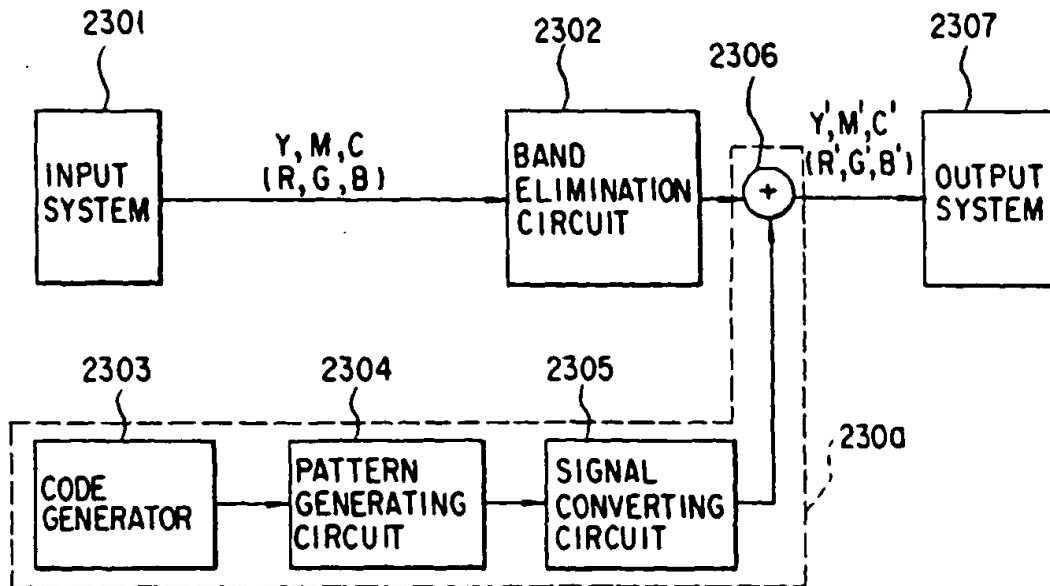 2301
2302
2306
2307
INPUT
SYSTEM
Y, M, C
(R, G, B)
BAND
ELIMINATION
CIRCUIT
+
Y', M', C'
(R', G', B')
OUTPUT
SYSTEM
2303
2304
2305
230a
CODE
GENERATOR
PATTERN
GENERATING
CIRCUIT
SIGNAL
CONVERTING
CIRCUIT